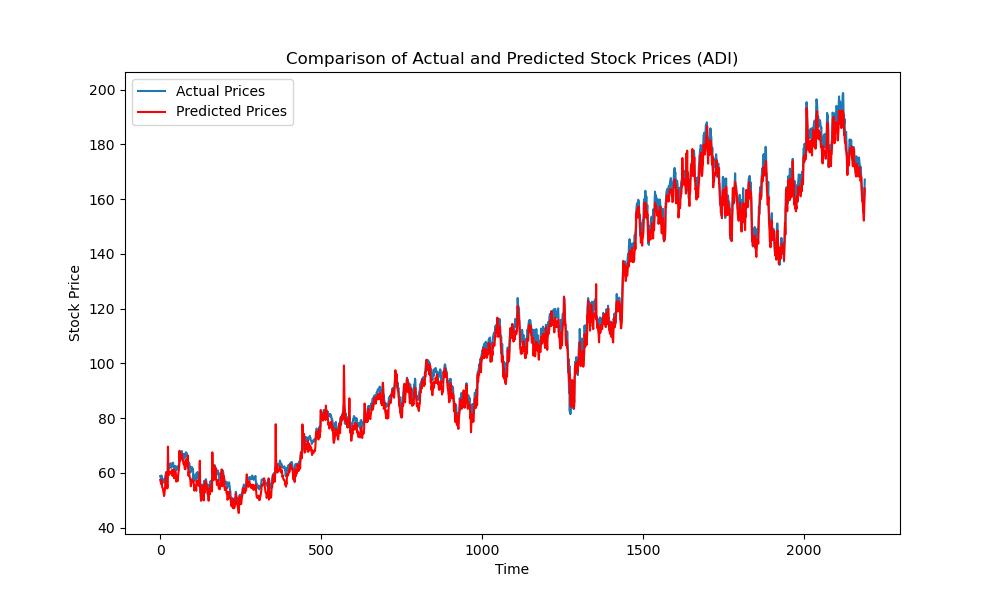 Comparison of Actual and Predicted Stock Prices (ADI)
Actual Prices
Predicted Prices
200
180
160
140
120
100
80
60
40
Stock Price
0 500 1000 1500 2000
Time